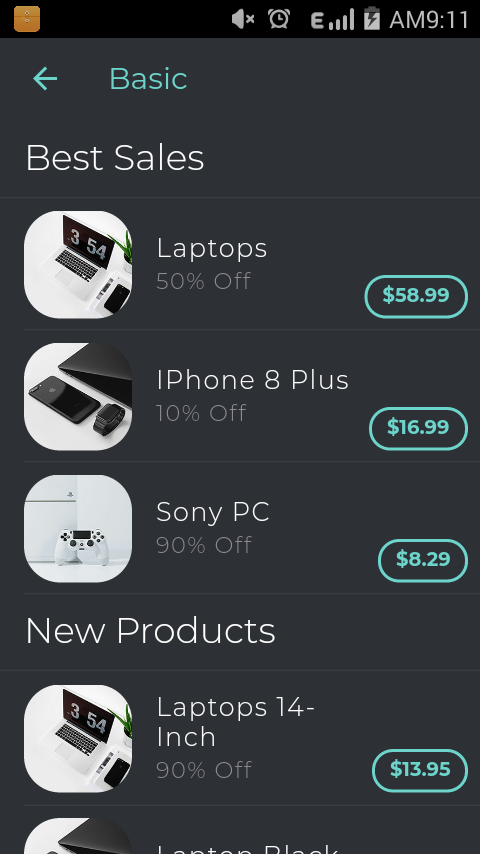 AM9:11
Basic
Best Sales
Laptops
50% Off
$58.99
IPhone 8 Plus
10% Off
$16.99
Sony PC
90% Off
$8.29
New Products
Laptops 14-
Inch
90% Off
$13.95
Laptop Black